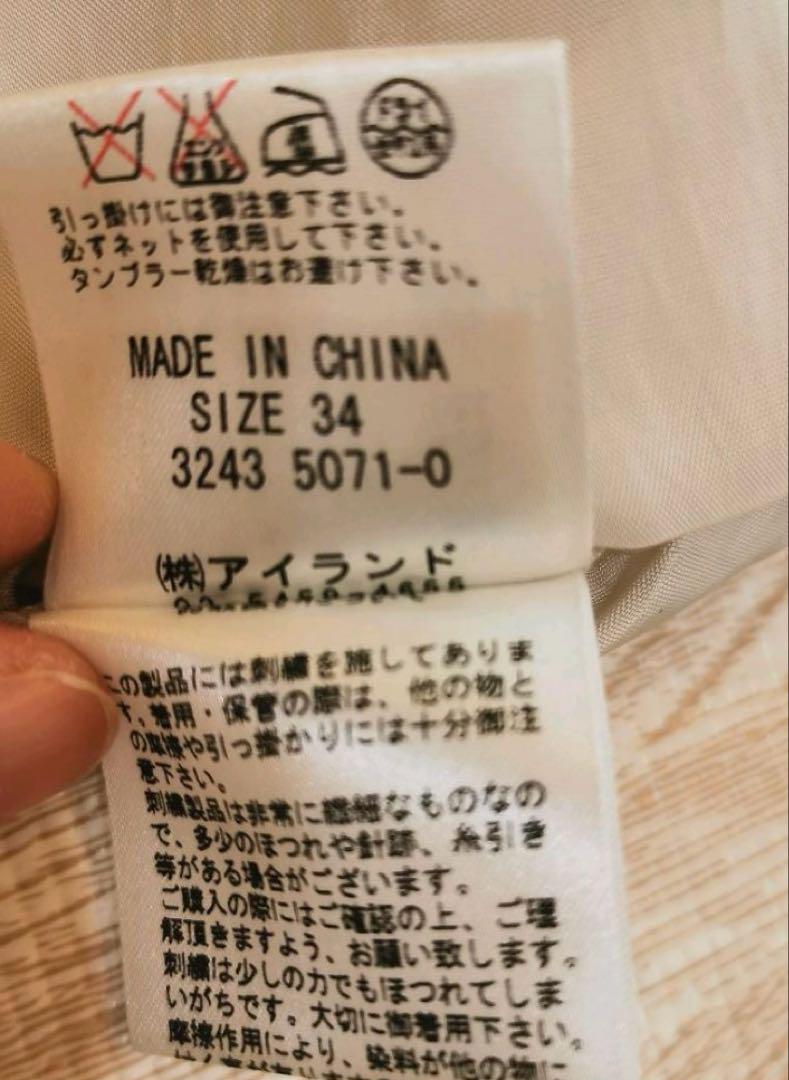 エンソ
サラシ
ドライ
引っ掛けには御注意下さい。
必ずネットを使用して下さい。
タンブラー乾燥はお避け下さい。
MADE IN CHINA
SIZE 34
3243 5071-0
(株)アイランド
この製品には刺繍を施してありま
す。着用・保管の際は、他の物と
の摩擦や引っ掛かりには十分御注
意下さい。
刺繍製品は非常に繊細なものなの
で、多少のほつれや針跡、糸引き
等がある場合がございます。
ご購入の際にはご確認の上、ご理
解頂きますよう、お願い致します。
刺繍は少しの力でもほつれてしま
いがちです。大切に御着用下さい。
摩擦作用により、染料が他の物に